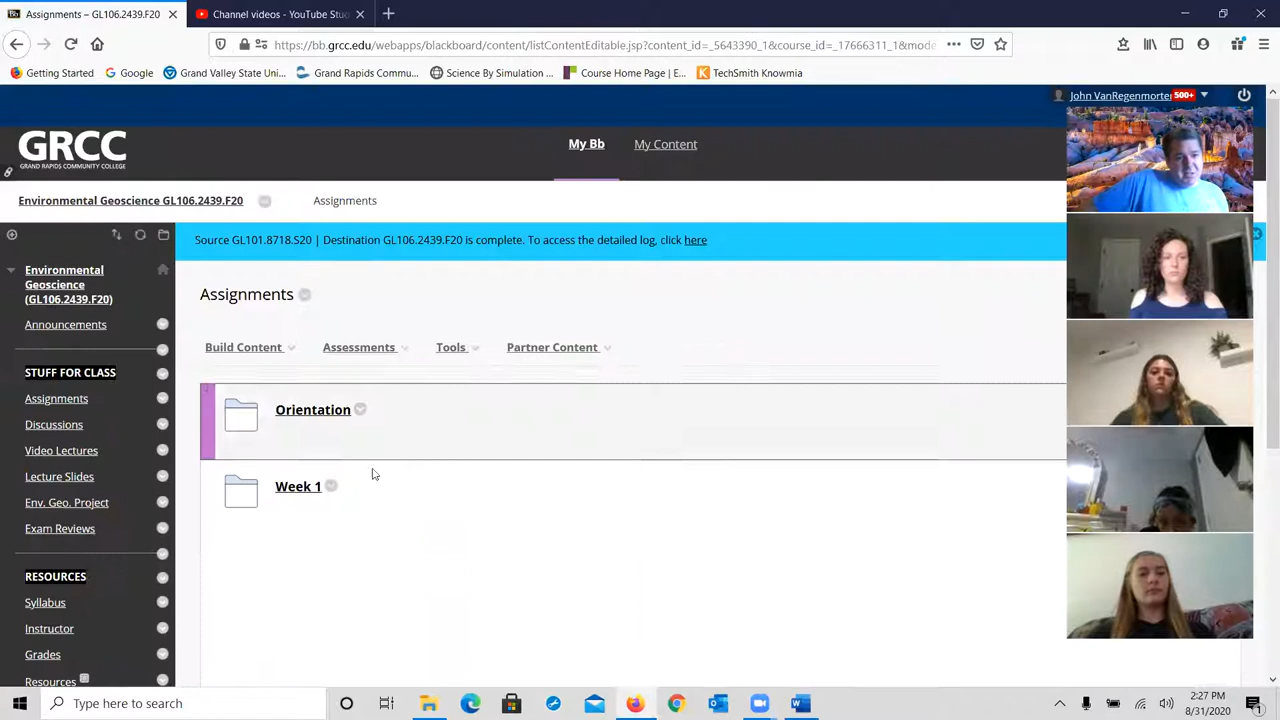 Assignments – GL106.2439.F20
Channel videos - YouTube Stu
https://bb.grcc.edu/webapps/blackboard/content/listContentEditable.jsp?content_id=_5643390_1&course_id=_17666311_1&mode
Getting Started
Google
Grand Valley State Uni...
Grand Rapids Commu...
Science By Simulation ...
Course Home Page | E...
TechSmith Knowmia
John VanRegenmorter
500+
GRCC
GRAND RAPIDS COMMUNITY COLLEGE
My Bb
My Content
Environmental Geoscience GL106.2439.F20
Assignments
Source GL101.8718.S20 | Destination GL106.2439.F20 is complete. To access the detailed log, click here
Environmental
Geoscience
(GL106.2439.F20)
Announcements
STUFF FOR CLASS
Assignments
Discussions
Video Lectures
Lecture Slides
Env. Geo. Project
Exam Reviews
RESOURCES
Syllabus
Instructor
Grades
Resources
Assignments
Build Content
Assessments
Tools
Partner Content
Orientation
Week 1
Type here to search
2:27 PM
8/31/2020